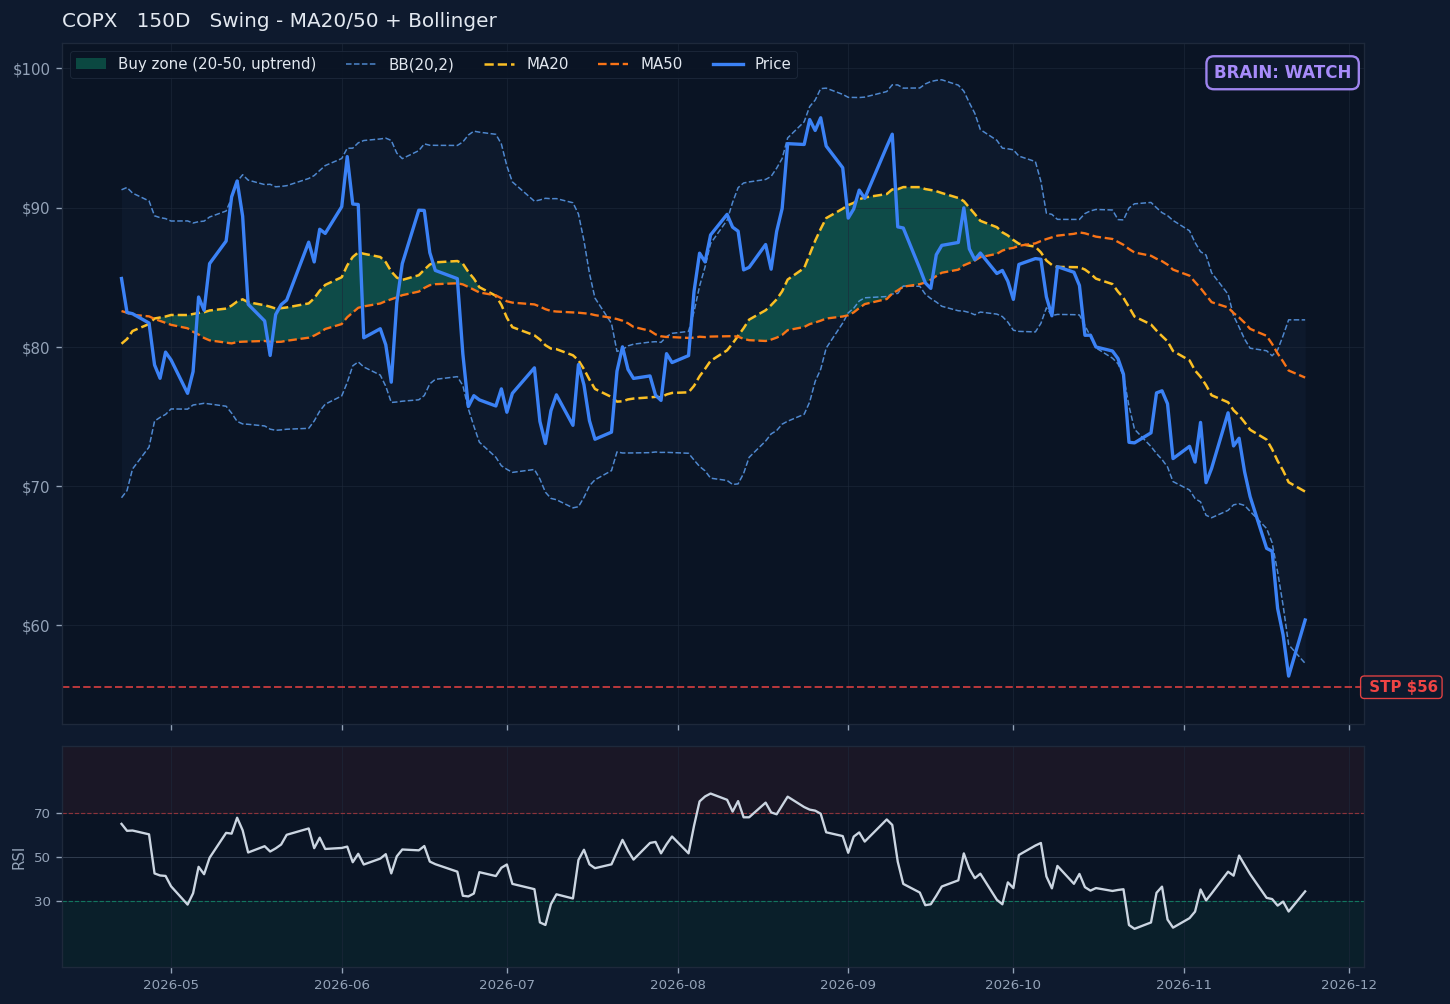 COPX 150D Swing - MA20/50 + Bollinger
Buy zone (20-50, uptrend) BB(20,2) MA20 MA50 Price
BRAIN: WATCH
$100
$90
$80
$70
$60
STP $56
70
50
30
RSI
2026-05 2026-06 2026-07 2026-08 2026-09 2026-10 2026-11 2026-12